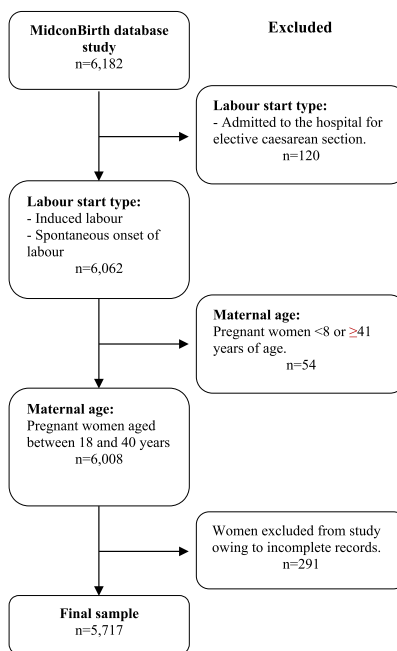 MidconBirth database
study
n=6,182
Excluded
Labour start type:
- Admitted to the hospital for
elective caesarean section.
n=120
Labour start type:
- Induced labour
- Spontaneous onset of
labour
n=6,062
Maternal age:
Pregnant women <8 or ≥41
years of age.
n=54
Maternal age:
Pregnant women aged
between 18 and 40 years
n=6,008
Women excluded from study
owing to incomplete records.
n=291
Final sample
n=5,717